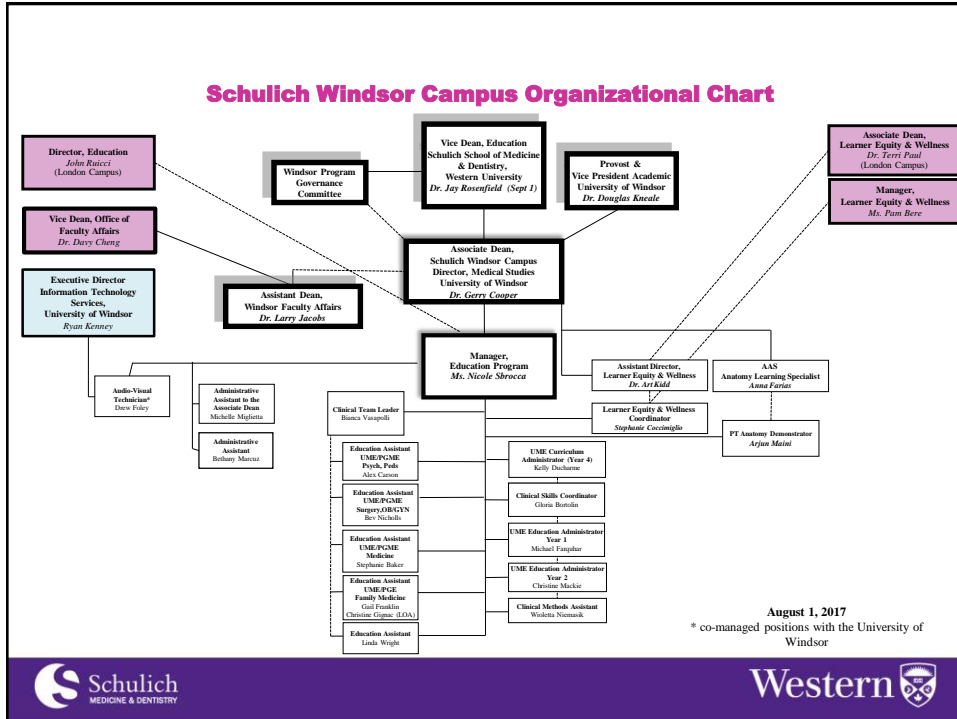 Schulich Windsor Campus Organizational Chart
Director, Education
John Ruicci
(London Campus)
Vice Dean, Office of
Faculty Affairs
Dr. Davy Cheng
Executive Director
Information Technology
Services,
University of Windsor
Ryan Kenney
Windsor Program
Governance
Committee
Vice Dean, Education
Schulich School of Medicine
& Dentistry,
Western University
Dr. Jay Rosenfield (Sept 1)
Provost &
Vice President Academic
University of Windsor
Dr. Douglas Kneale
Associate Dean,
Learner Equity & Wellness
Dr. Terri Paul
(London Campus)
Manager,
Learner Equity & Wellness
Ms. Pam Bere
Associate Dean,
Schulich Windsor Campus
Director, Medical Studies
University of Windsor
Dr. Gerry Cooper
Assistant Dean,
Windsor Faculty Affairs
Dr. Larry Jacobs
Manager,
Education Program
Ms. Nicole Sbrocca
Audio-Visual
Technician*
Drew Foley
Administrative
Assistant to the
Associate Dean
Michelle Miglietta
Administrative
Assistant
Bethany Marcuz
Assistant Director,
Learner Equity & Wellness
Dr. Art Kidd
Learner Equity & Wellness
Coordinator
Stephanie Coccimiglio
AAS
Anatomy Learning Specialist
Anna Farias
PT Anatomy Demonstrator
Arjun Maini
Clinical Team Leader
Bianca Vasapolli
Education Assistant
UME/PGME
Psych, Peds
Alex Carson
Education Assistant
UME/PGME
Surgery,OB/GYN
Bev Nicholls
Education Assistant
UME/PGME
Medicine
Stephanie Baker
Education Assistant
UME/PGE
Family Medicine
Gail Franklin
Christine Gignac (LOA)
Education Assistant
Linda Wright
UME Curriculum
Administrator (Year 4)
Kelly Ducharme
Clinical Skills Coordinator
Gloria Bortolin
UME Education Administrator
Year 1
Michael Farquhar
UME Education Administrator
Year 2
Christine Mackie
Clinical Methods Assistant
Wioletta Niemasik
August 1, 2017
* co-managed positions with the University of
Windsor
Schulich
MEDICINE & DENTISTRY
Western